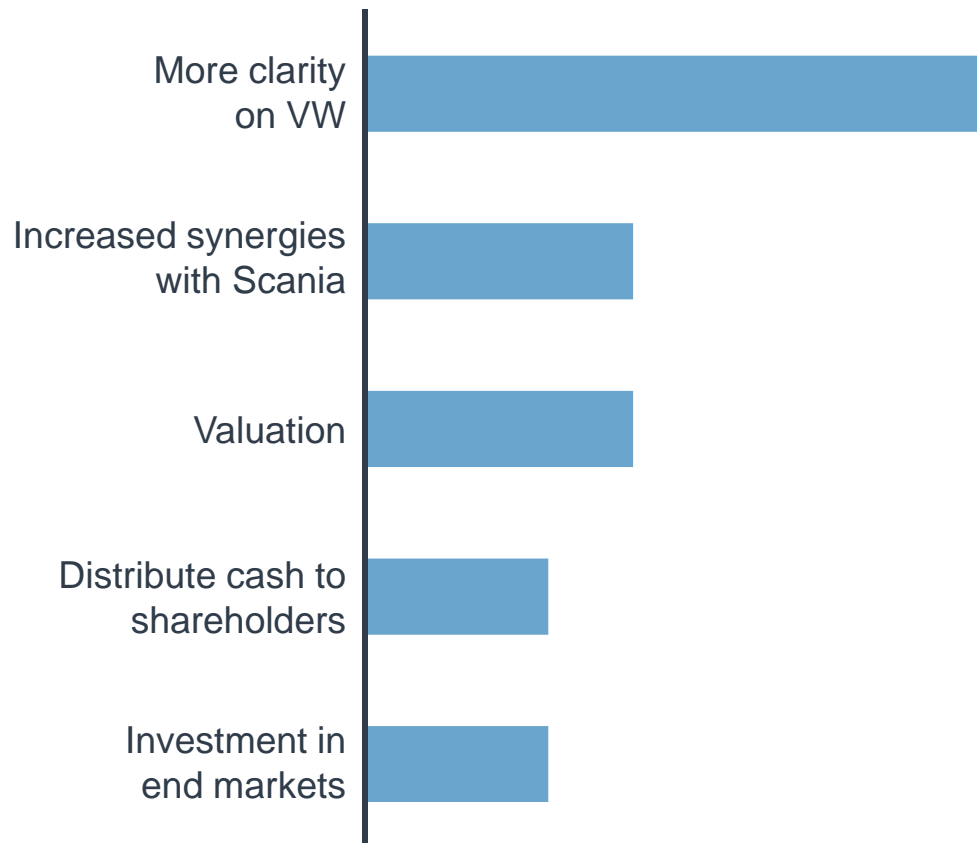 More clarity
on VW
Increased synergies
with Scania
Valuation
Distribute cash to
shareholders
Investment in
end markets